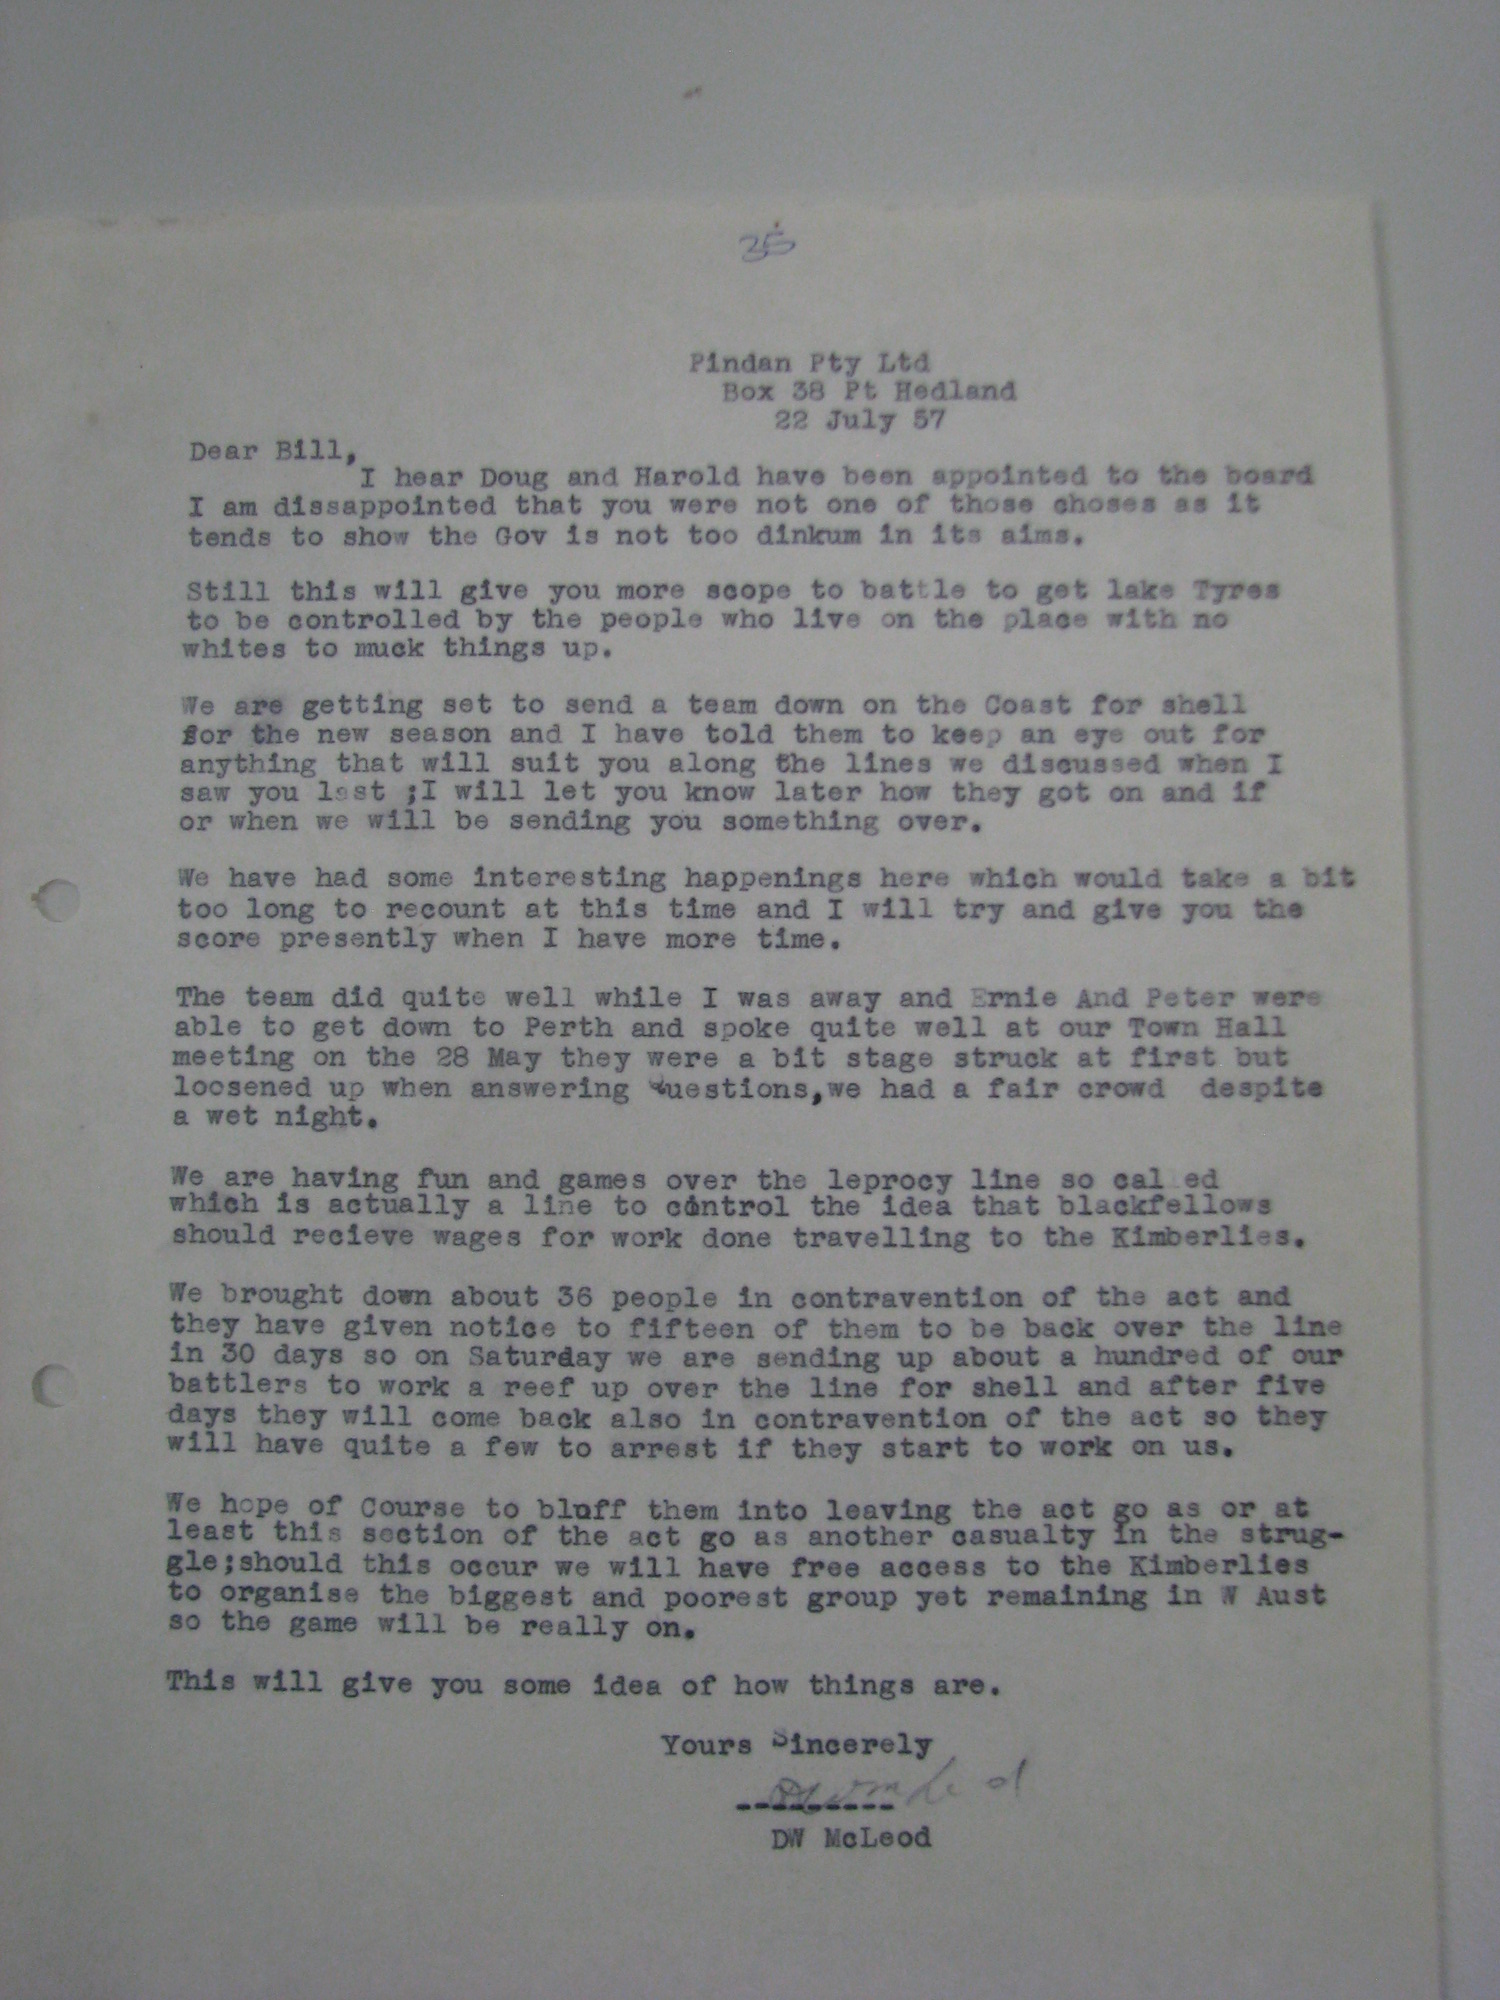 35
Pindan Pty Ltd
Box 38 Pt Hedland
22 July 57
Dear Bill,
I hear Doug and Harold have been appointed to the board
I am dissappointed that you were not one of those choses as it
tends to show the Gov is not too dinkum in its aims.
Still this will give you more scope to battle to get lake Tyres
to be controlled by the people who live on the place with no
whites to muck things up.
We are getting set to send a team down on the Coast for shell
for the new season and I have told them to keep an eye out for
anything that will suit you along the lines we discussed when I
saw you last ;I will let you know later how they got on and if
or when we will be sending you something over.
We have had some interesting happenings here which would take a bit
too long to recount at this time and I will try and give you the
score presently when I have more time.
The team did quite well while I was away and Ernie And Peter were
able to get down to Perth and spoke quite well at our Town Hall
meeting on the 28 May they were a bit stage struck at first but
loosened up when answering questions,we had a fair crowd despite
a wet night.
We are having fun and games over the leprocy line so cal ed
which is actually a line to control the idea that blackfellows
should recieve wages for work done travelling to the Kimberlies.
We brought down about 36 people in contravention of the act and
they have given notice to fifteen of them to be back over the line
in 30 days so on Saturday we are sending up about a hundred of our
battlers to work a reef up over the line for shell and after five
days they will come back also in contravention of the act so they
will have quite a few to arrest if they start to work on us.
We hope of Course to bluff them into leaving the act go as or at
least this section of the act go as another casualty in the strug-
gle;should this occur we will have free access to the Kimberlies
to organise the biggest and poorest group yet remaining in W Aust
so the game will be really on.
This will give you some idea of how things are.
Yours Sincerely
DW McLeod